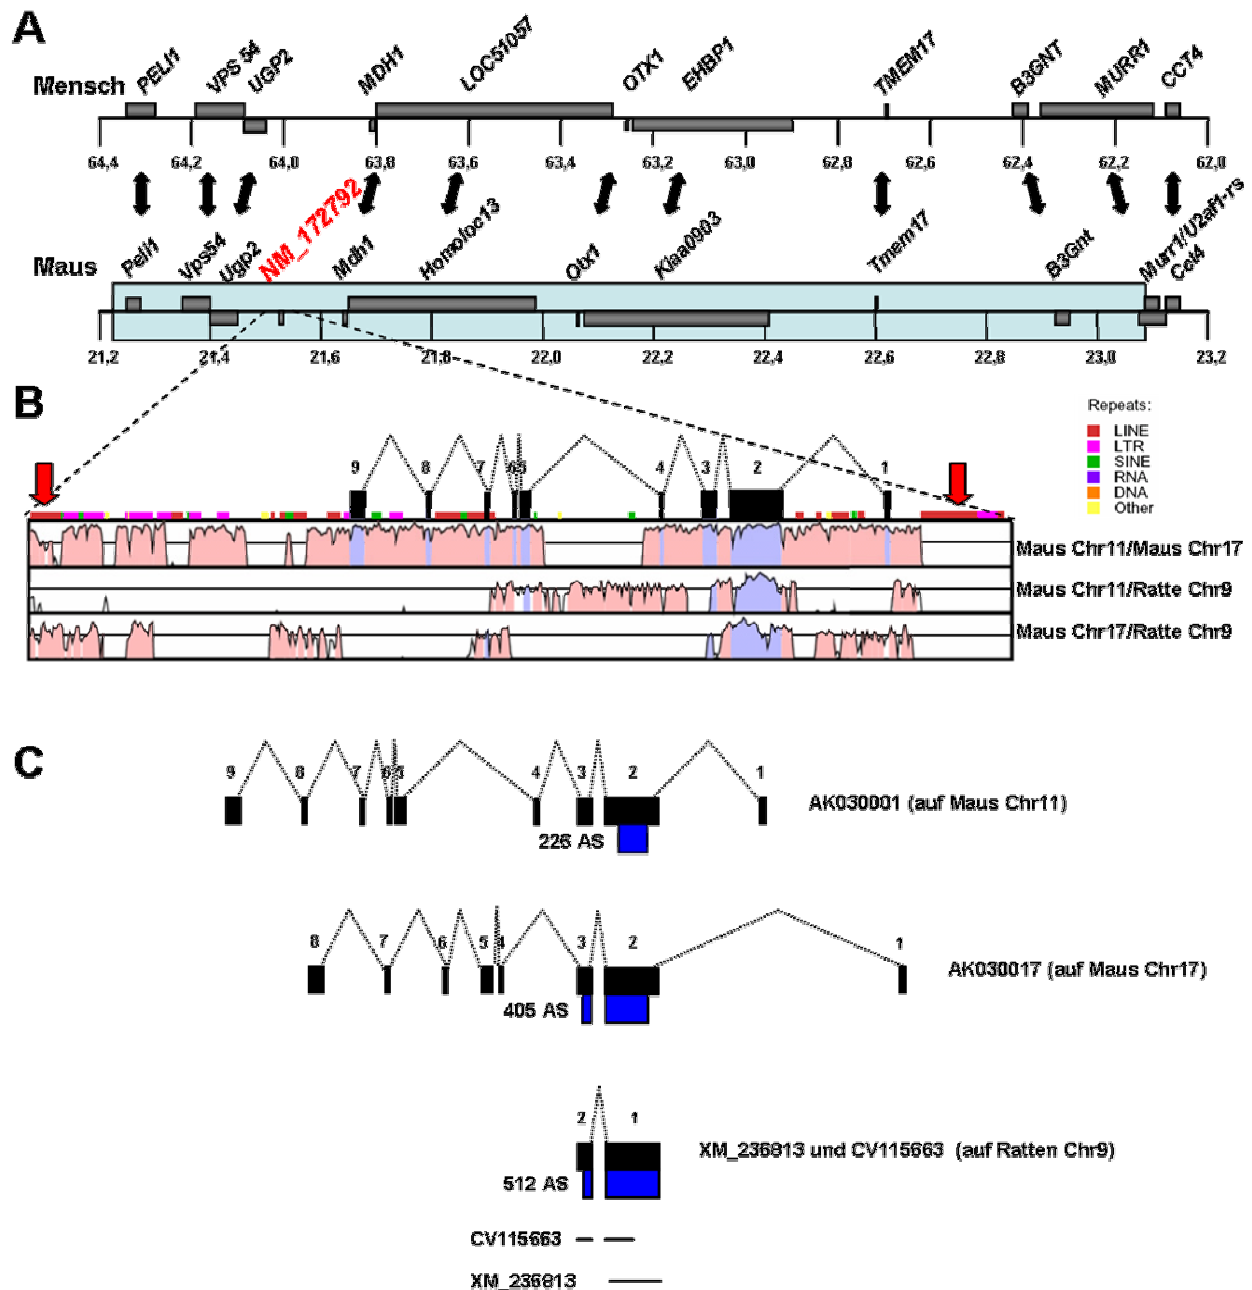 A
Mensch
PELI1 VPS 54 UGP2 MDH1 LOC51057 OTX1 EHBP1 TMEM17 B3GNT MURR1 CCT4
64,4 64,2 64,0 63,8 63,6 63,4 63,2 63,0 62,8 62,6 62,4 62,2 62,0
Maus
Peli1 Vps54 Ugp2 NM_172792 Mdh1 Homoloc13 Otx1 Kiaa0903 Tmem17 B3Gnt Murr1/U2af1-rs Cct4
21,2 21,4 21,6 21,8 22,0 22,2 22,4 22,6 22,8 23,0 23,2
B
Repeats:
LINE
LTR
SINE
RNA
DNA
Other
9 8 7 6 5 4 3 2 1
Maus Chr11/Maus Chr17
Maus Chr11/Ratte Chr9
Maus Chr17/Ratte Chr9
C
9 8 7 6 5 4 3 2 1
AK030001 (auf Maus Chr11)
226 AS
8 7 6 5 4 3 2 1
AK030017 (auf Maus Chr17)
405 AS
2 1
XM_236813 und CV115663 (auf Ratten Chr9)
512 AS
CV115663
XM_236813